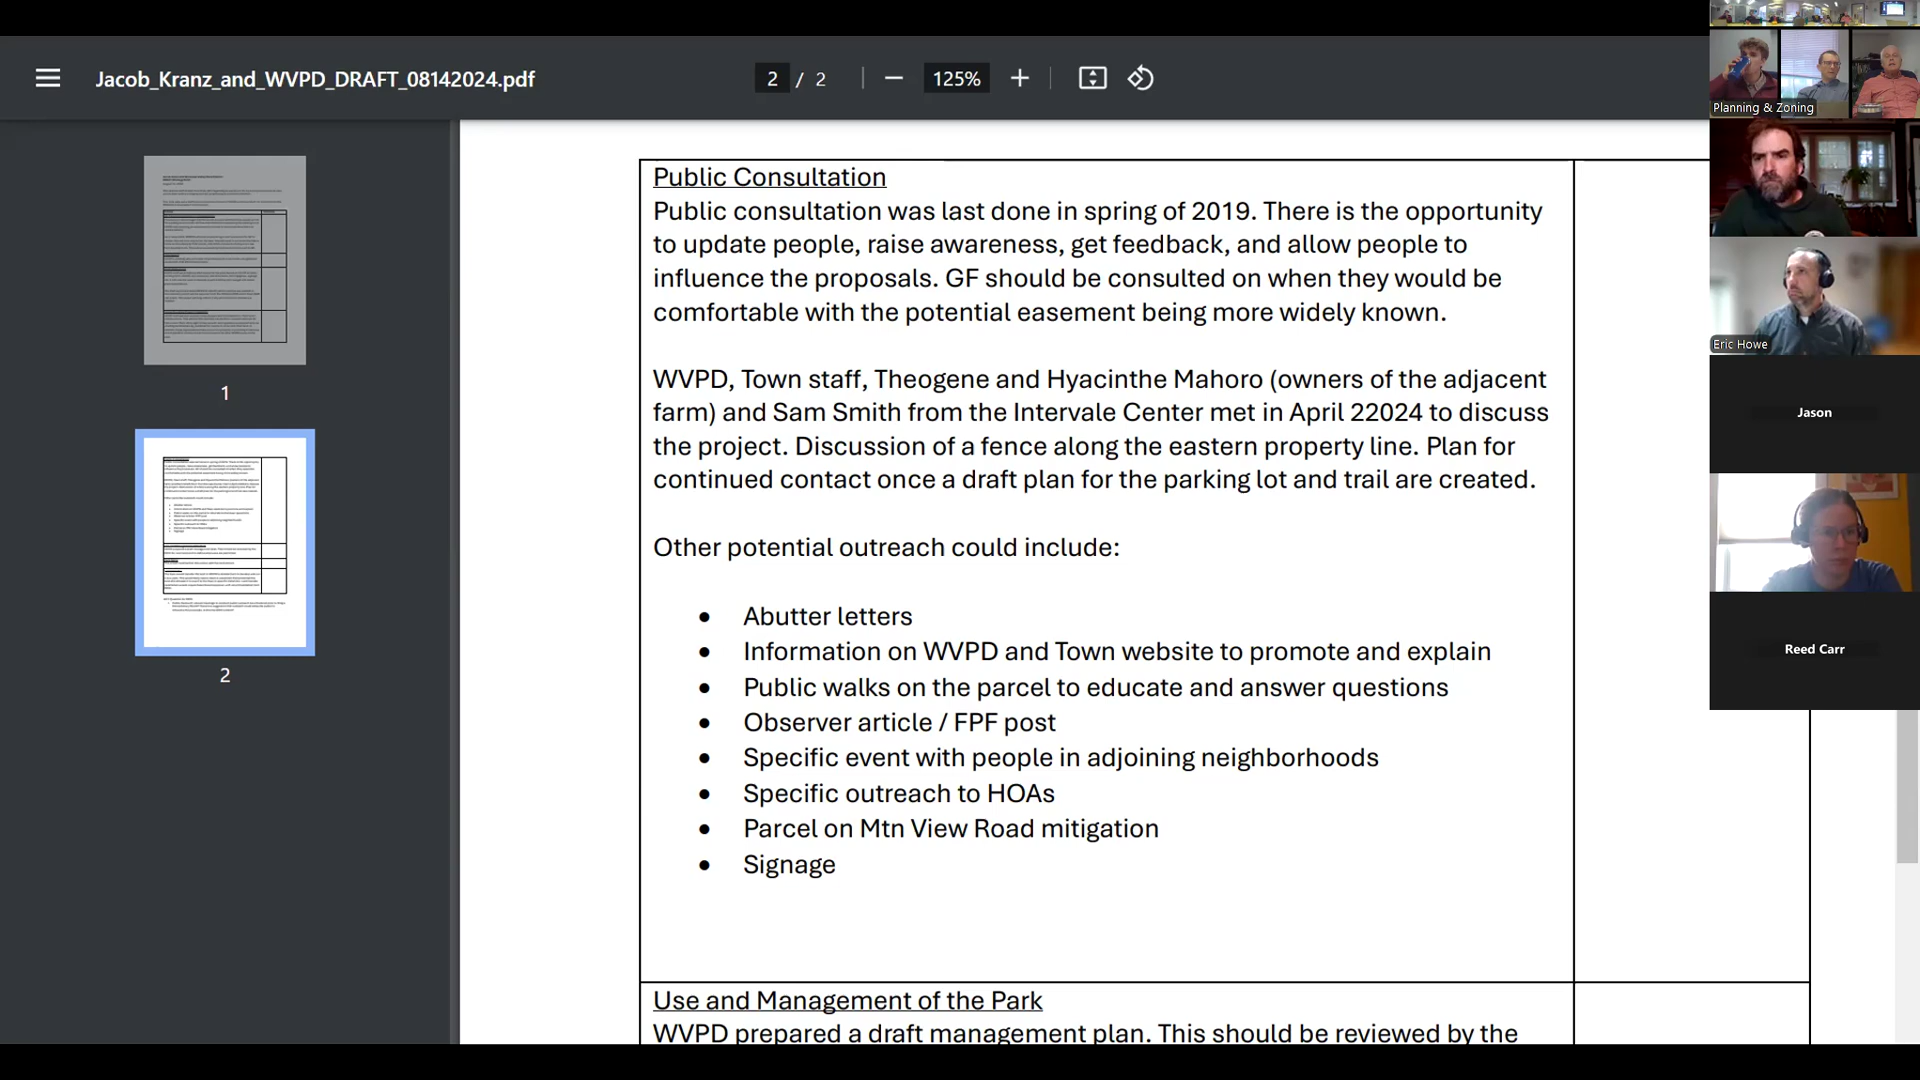 Jacob_Kranz_and_WVPD_DRAFT_08142024.pdf
2 / 2
125%
1
2
Public Consultation
Public consultation was last done in spring of 2019. There is the opportunity
to update people, raise awareness, get feedback, and allow people to
influence the proposals. GF should be consulted on when they would be
comfortable with the potential easement being more widely known.
WVPD, Town staff, Theogene and Hyacinthe Mahoro (owners of the adjacent
farm) and Sam Smith from the Intervale Center met in April 22024 to discuss
the project. Discussion of a fence along the eastern property line. Plan for
continued contact once a draft plan for the parking lot and trail are created.
Other potential outreach could include:
• Abutter letters
• Information on WVPD and Town website to promote and explain
• Public walks on the parcel to educate and answer questions
• Observer article / FPF post
• Specific event with people in adjoining neighborhoods
• Specific outreach to HOAs
• Parcel on Mtn View Road mitigation
• Signage
Use and Management of the Park
WVPD prepared a draft management plan. This should be reviewed by the
Planning & Zoning
Eric Howe
Jason
Reed Carr